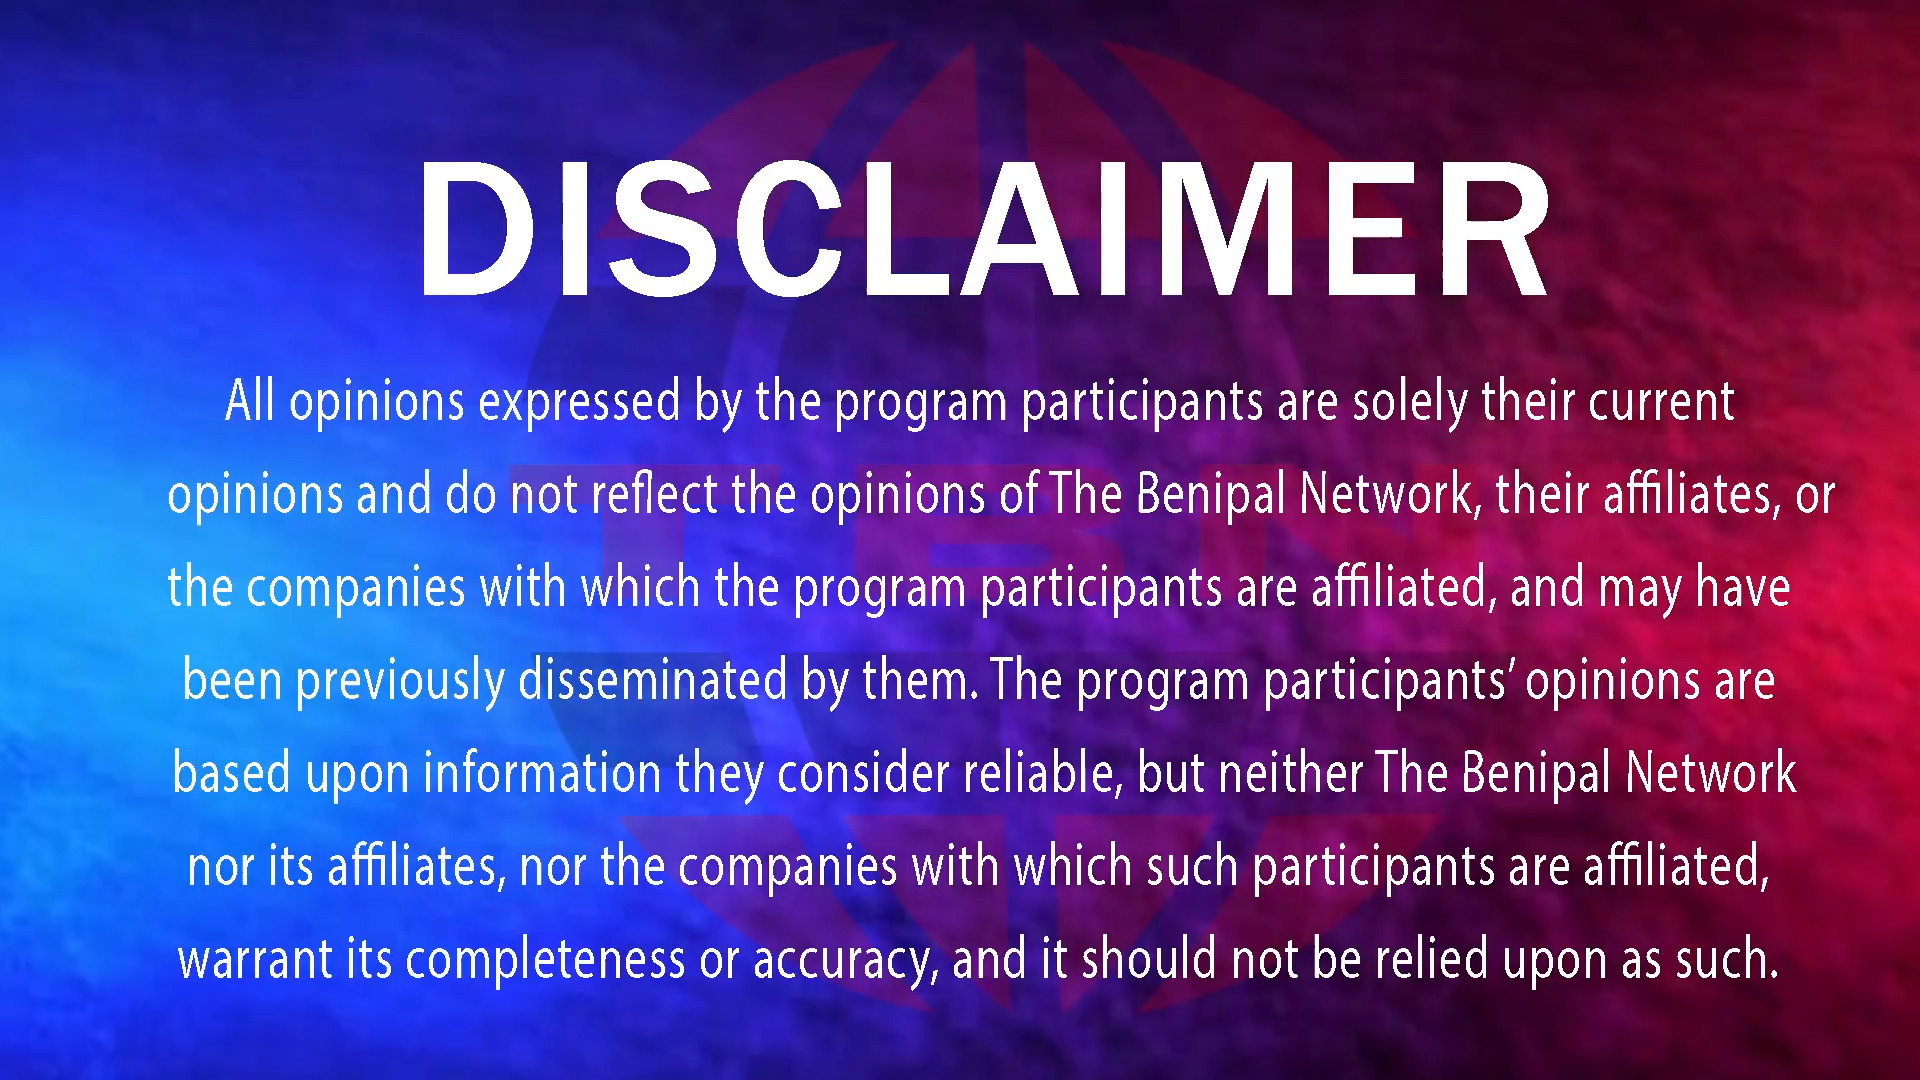 DISCLAIMER
All opinions expressed by the program participants are solely their current
opinions and do not reflect the opinions of The Benipal Network, their affiliates, or
the companies with which the program participants are affiliated, and may have
been previously disseminated by them. The program participants’ opinions are
based upon information they consider reliable, but neither The Benipal Network
nor its affiliates, nor the companies with which such participants are affiliated,
warrant its completeness or accuracy, and it should not be relied upon as such.